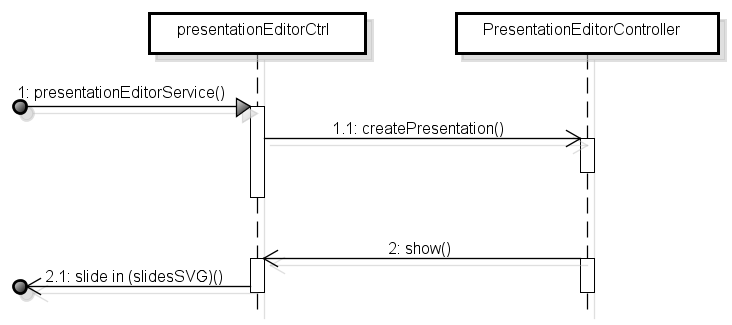 presentationEditorCtrl
PresentationEditorController
1: presentationEditorService()
1.1: createPresentation()
2: show()
2.1: slide in (slidesSVG)()